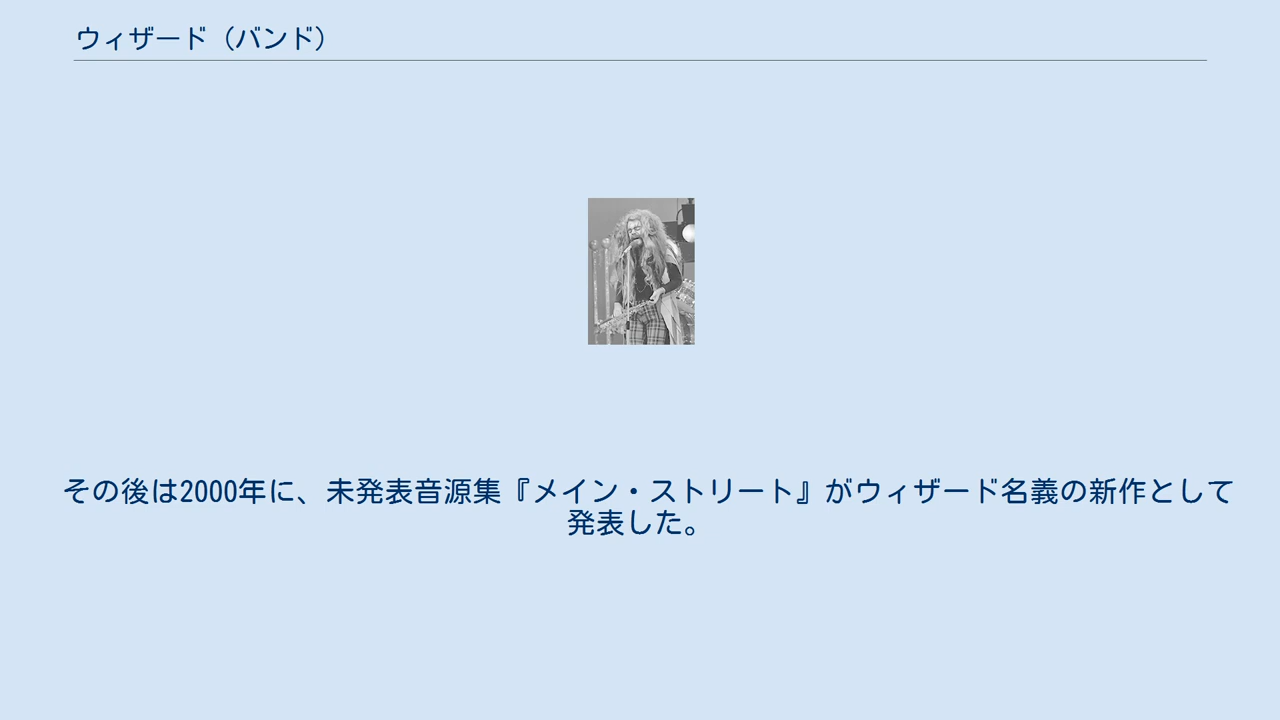 ウィザード（バンド）
その後は2000年に、未発表音源集『メイン・ストリート』がウィザード名義の新作として
発表した。